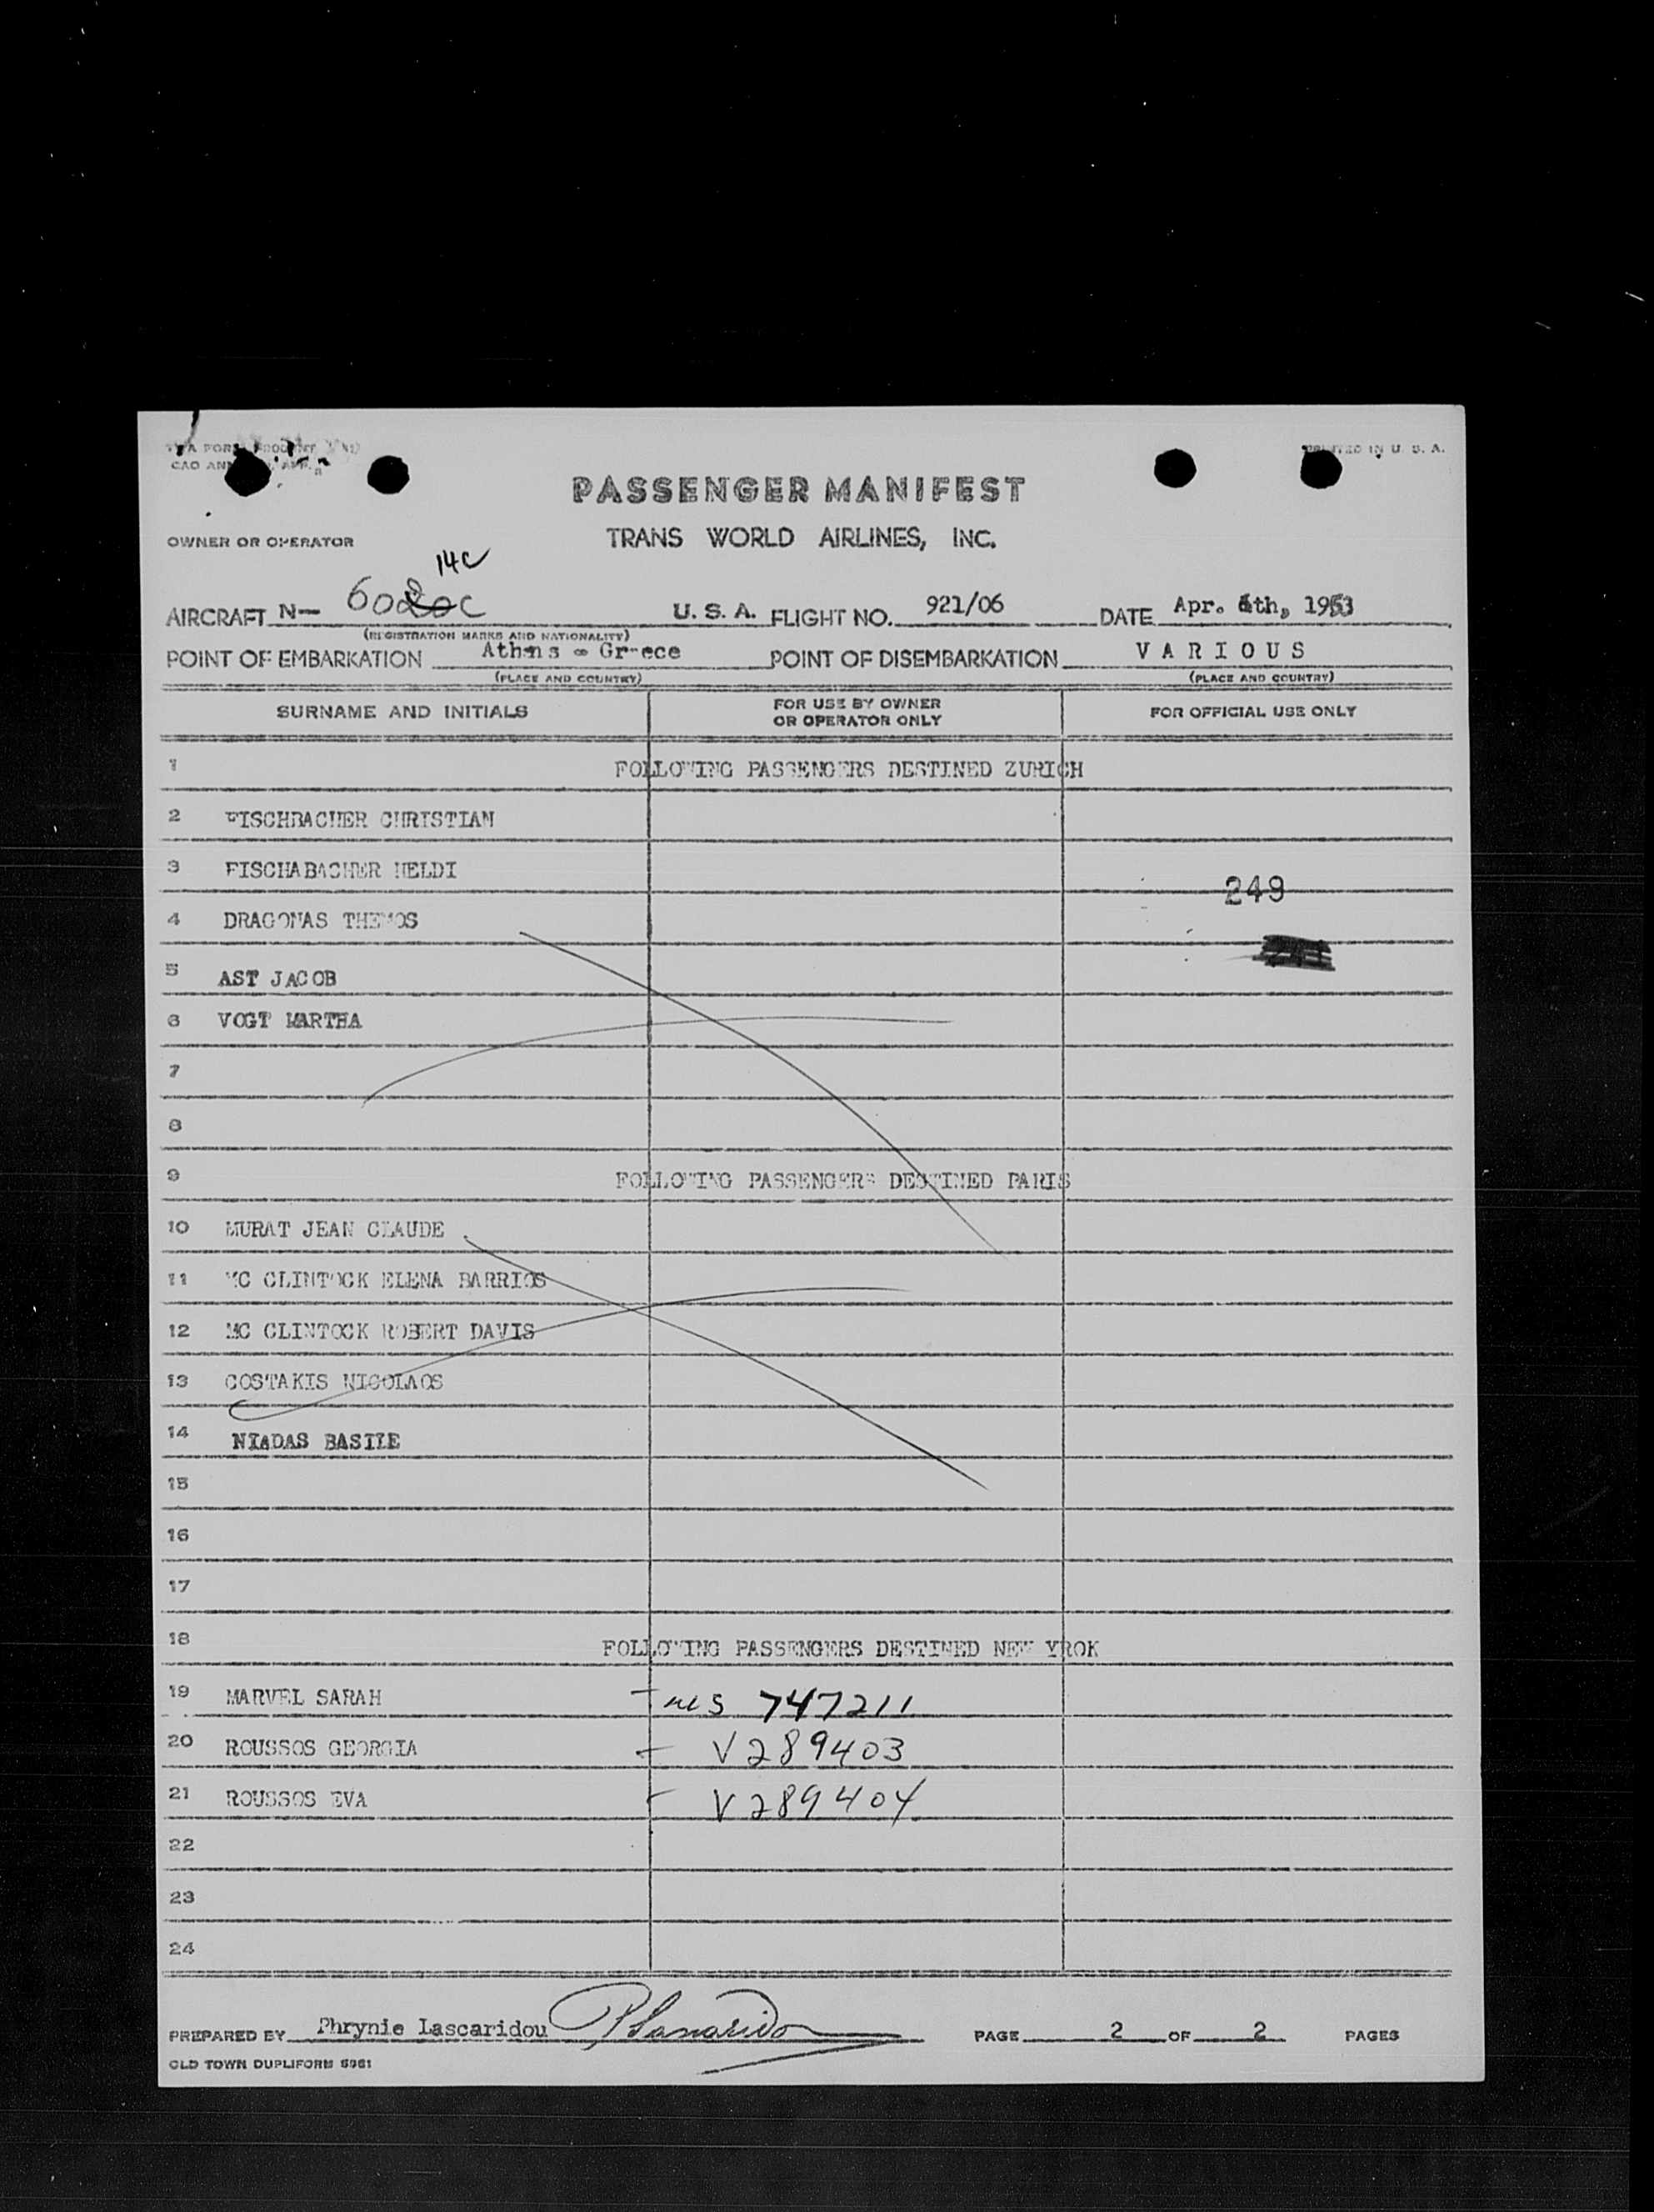 PRINTED IN U. S. A.
PASSENGER MANIFEST
OWNER OR OPERATOR TRANS WORLD AIRLINES, INC.
14C
AIRCRAFT N- 6020C U. S. A. FLIGHT NO. 921/06 DATE Apr. 6th, 1953
(REGISTRATION MARKS AND NATIONALITY)
POINT OF EMBARKATION Athens - Greece POINT OF DISEMBARKATION VARIOUS
(PLACE AND COUNTRY) (PLACE AND COUNTRY)
SURNAME AND INITIALS FOR USE BY OWNER OR OPERATOR ONLY FOR OFFICIAL USE ONLY
1 FOLLOWING PASSENGERS DESTINED ZURICH
2 FISCHBACHER CHRISTIAN
3 FISCHABACHER HELDI
249
4 DRAGONAS THEMOS
5 AST JACOB
6 VOGT MARTHA
7
8
9 FOLLOWING PASSENGERS DESTINED PARIS
10 MURAT JEAN CLAUDE
11 MC CLINTOCK ELENA BARRIOS
12 MC CLINTOCK ROBERT DAVIS
13 COSTAKIS NICOLAOS
14 NIADAS BASILE
15
16
17
18 FOLLOWING PASSENGERS DESTINED NEW YROK
19 MARVEL SARAH 747211
20 ROUSSOS GEORGIA - V289403
21 ROUSSOS EVA - V289404
22
23
24
PREPARED BY Phrynie Lascaridou PAGE 2 OF 2 PAGES
OLD TOWN DUPLIFORM